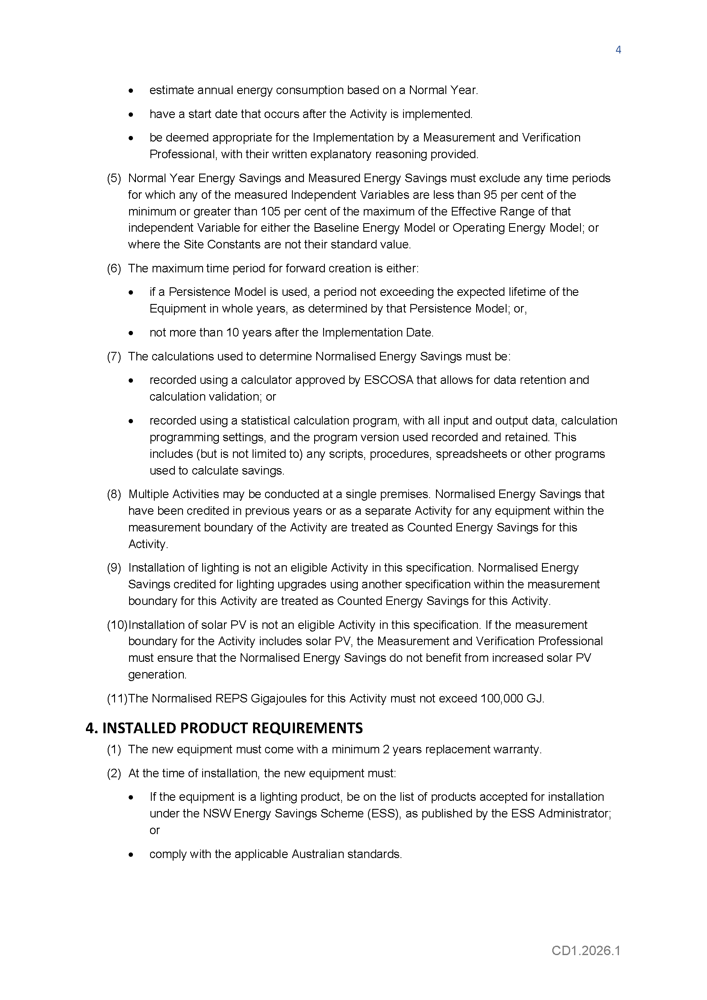 4
• estimate annual energy consumption based on a Normal Year.
• have a start date that occurs after the Activity is implemented.
• be deemed appropriate for the Implementation by a Measurement and Verification
Professional, with their written explanatory reasoning provided.
(5) Normal Year Energy Savings and Measured Energy Savings must exclude any time periods
for which any of the measured Independent Variables are less than 95 per cent of the
minimum or greater than 105 per cent of the maximum of the Effective Range of that
independent Variable for either the Baseline Energy Model or Operating Energy Model; or
where the Site Constants are not their standard value.
(6) The maximum time period for forward creation is either:
• if a Persistence Model is used, a period not exceeding the expected lifetime of the
Equipment in whole years, as determined by that Persistence Model; or,
• not more than 10 years after the Implementation Date.
(7) The calculations used to determine Normalised Energy Savings must be:
• recorded using a calculator approved by ESCOSA that allows for data retention and
calculation validation; or
• recorded using a statistical calculation program, with all input and output data, calculation
programming settings, and the program version used recorded and retained. This
includes (but is not limited to) any scripts, procedures, spreadsheets or other programs
used to calculate savings.
(8) Multiple Activities may be conducted at a single premises. Normalised Energy Savings that
have been credited in previous years or as a separate Activity for any equipment within the
measurement boundary of the Activity are treated as Counted Energy Savings for this
Activity.
(9) Installation of lighting is not an eligible Activity in this specification. Normalised Energy
Savings credited for lighting upgrades using another specification within the measurement
boundary for this Activity are treated as Counted Energy Savings for this Activity.
(10)Installation of solar PV is not an eligible Activity in this specification. If the measurement
boundary for the Activity includes solar PV, the Measurement and Verification Professional
must ensure that the Normalised Energy Savings do not benefit from increased solar PV
generation.
(11)The Normalised REPS Gigajoules for this Activity must not exceed 100,000 GJ.
4. INSTALLED PRODUCT REQUIREMENTS
(1) The new equipment must come with a minimum 2 years replacement warranty.
(2) At the time of installation, the new equipment must:
• If the equipment is a lighting product, be on the list of products accepted for installation
under the NSW Energy Savings Scheme (ESS), as published by the ESS Administrator;
or
• comply with the applicable Australian standards.
CD1.2026.1